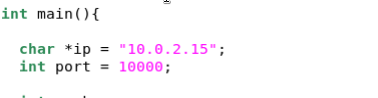 int main(){
char *ip = "10.0.2.15";
int port = 10000;